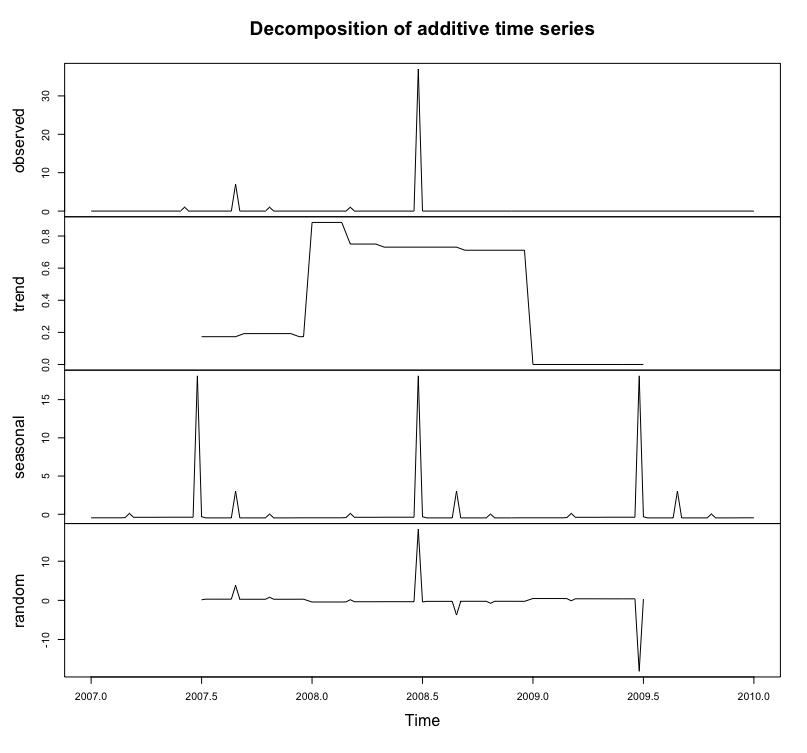 Decomposition of additive time series
observed
0 10 20 30
trend
0.0 0.2 0.4 0.6 0.8
seasonal
0 5 10 15
random
-10 0 10
2007.0 2007.5 2008.0 2008.5 2009.0 2009.5 2010.0
Time